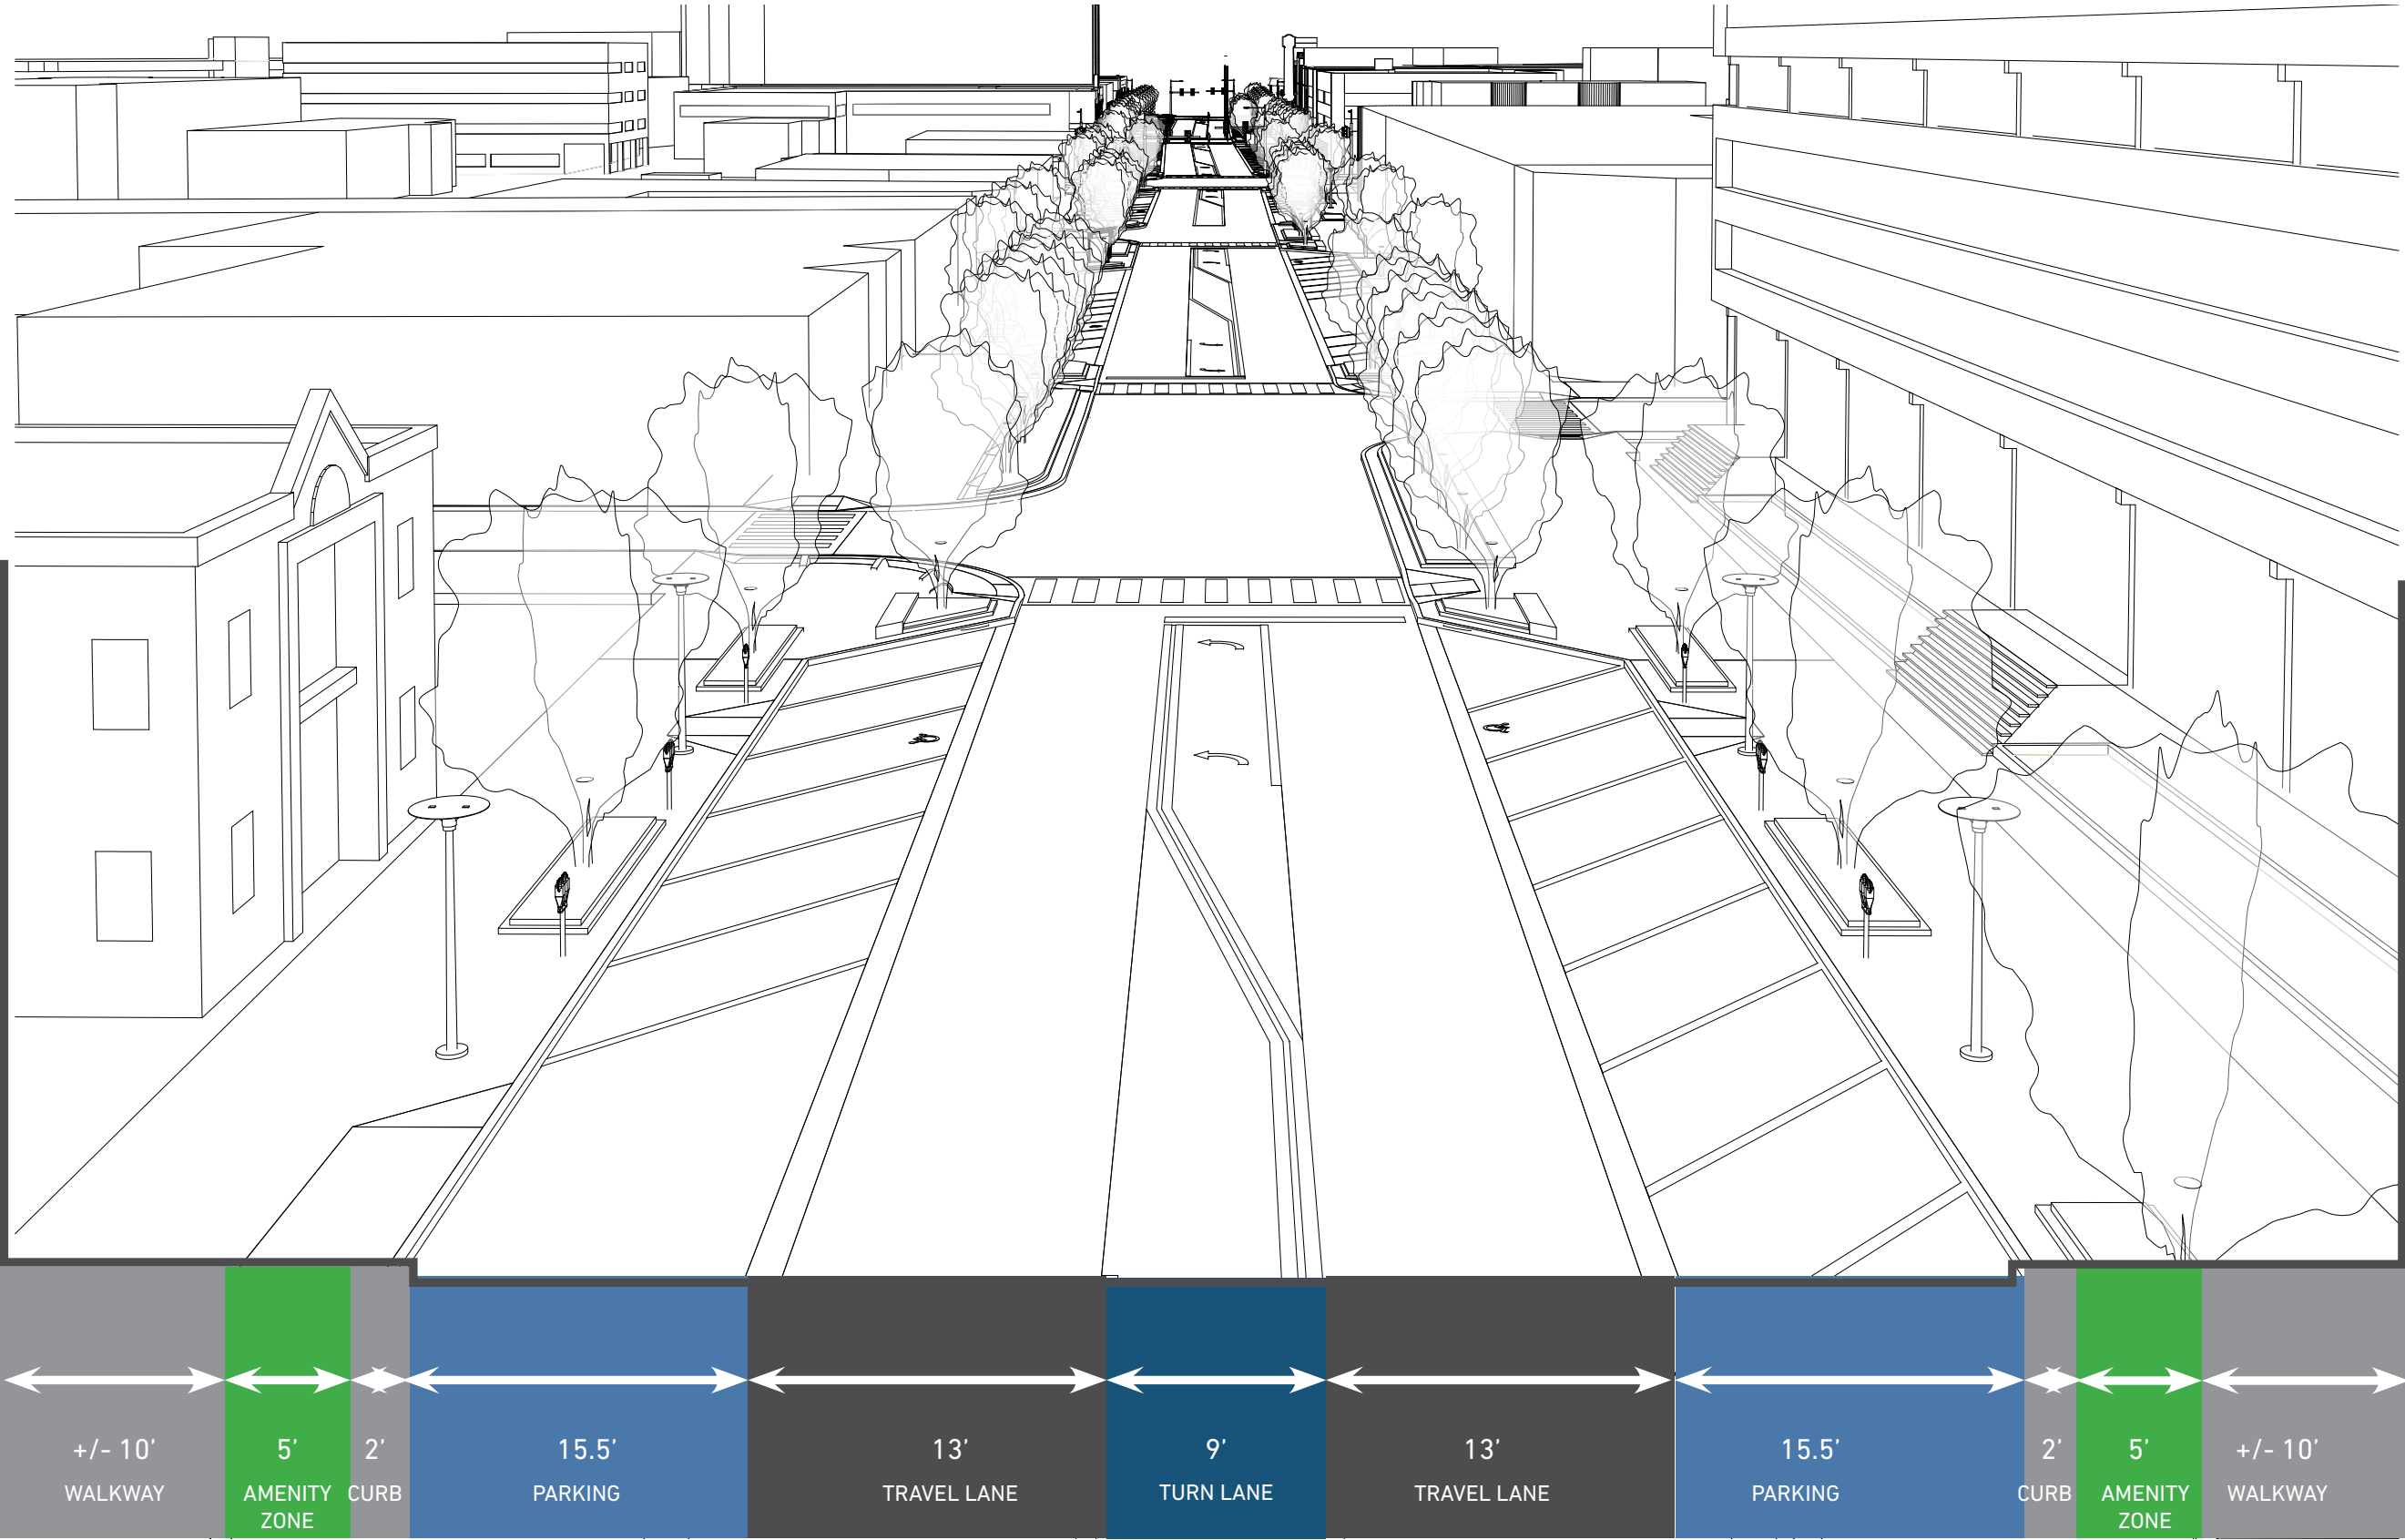 +/- 10’
WALKWAY
5’
AMENITY
ZONE
2’
CURB
15.5’
PARKING
13’
TRAVEL LANE
9’
TURN LANE
13’
TRAVEL LANE
15.5’
PARKING
2’
CURB
5’
AMENITY
ZONE
+/- 10’
WALKWAY